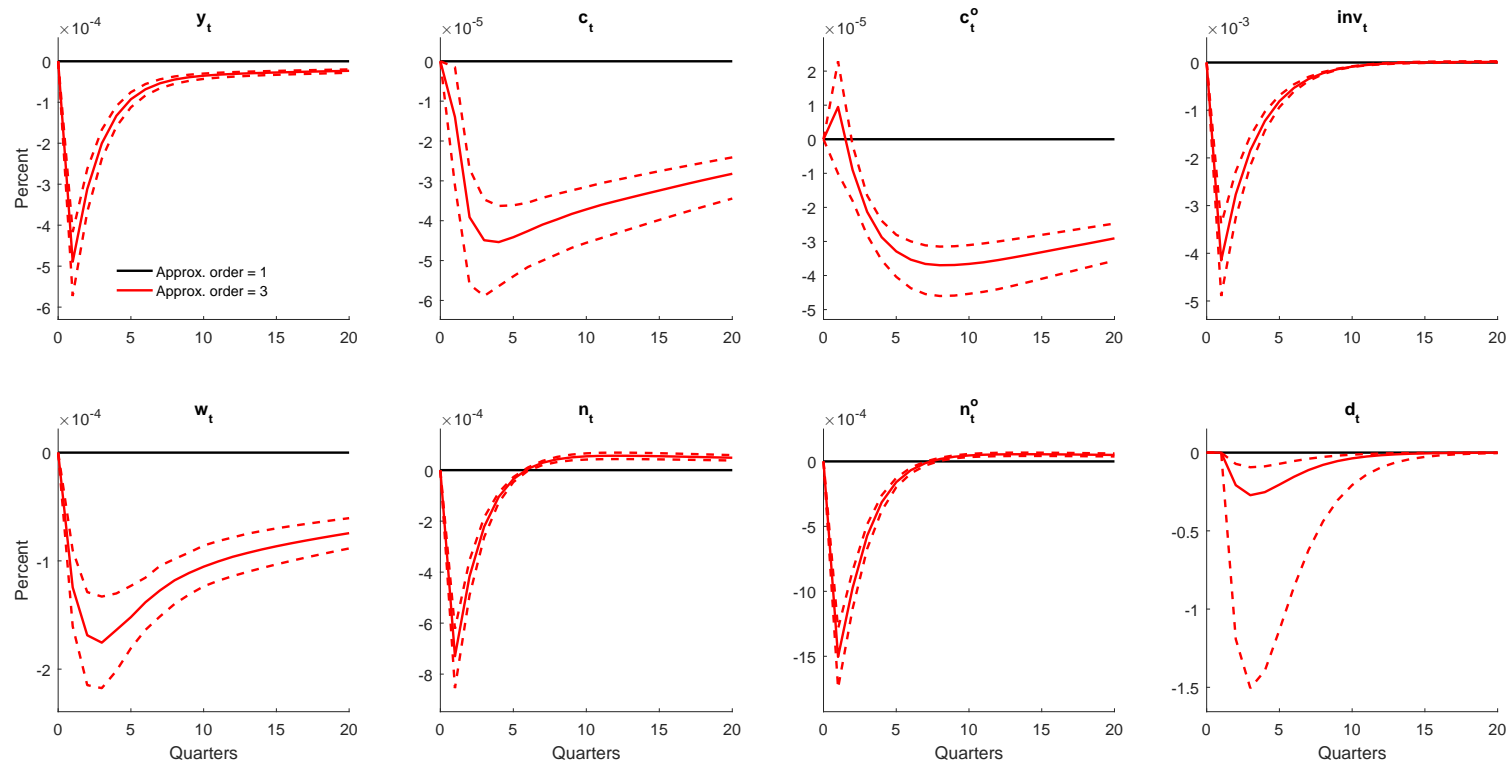 y_t
×10^-4
0
-1
-2
-3
-4
-5
-6
Percent
Approx. order = 1
Approx. order = 3
0 5 10 15 20
c_t
×10^-5
0
-1
-2
-3
-4
-5
-6
0 5 10 15 20
c_t^o
×10^-5
2
1
0
-1
-2
-3
-4
-5
0 5 10 15 20
inv_t
×10^-3
0
-1
-2
-3
-4
-5
0 5 10 15 20
w_t
×10^-4
0
-1
-2
Percent
0 5 10 15 20
Quarters
n_t
×10^-4
0
-2
-4
-6
-8
0 5 10 15 20
Quarters
n_t^o
×10^-4
0
-5
-10
-15
0 5 10 15 20
Quarters
d_t
0
-0.5
-1
-1.5
0 5 10 15 20
Quarters